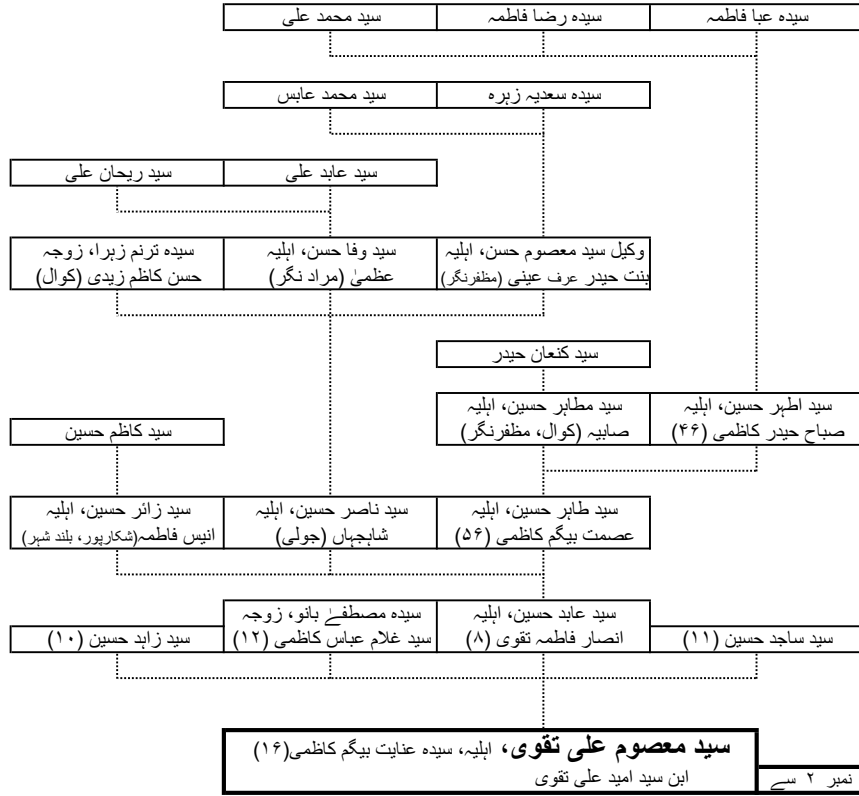 سیدہ عبا فاطمہ
سیدہ رضا فاطمہ
سید محمد علی
سیدہ سعدیہ زہرہ
سید محمد عابس
سید عابد علی
سید ریحان علی
وکیل سید معصوم حسن، اہلیہ
بنت حیدر عرف عینی (مظفرنگر)
سید وفا حسن، اہلیہ
عظمیٰ (مراد نگر)
سیدہ ترنم زہرا، زوجہ
حسن کاظم زیدی (کوال)
سید کنعان حیدر
سید اطہر حسین، اہلیہ
صباح حیدر کاظمی (۴۶)
سید مطاہر حسین، اہلیہ
صابیہ (کوال، مظفرنگر)
سید کاظم حسین
سید طاہر حسین، اہلیہ
عصمت بیگم کاظمی (۵۶)
سید ناصر حسین، اہلیہ
شاہجہاں (جولی)
سید زائر حسین، اہلیہ
انیس فاطمہ(شکارپور، بلند شہر)
سید ساجد حسین (۱۱)
سید عابد حسین، اہلیہ
انصار فاطمہ تقوی (۸)
سیدہ مصطفےٰ بانو، زوجہ
سید غلام عباس کاظمی (۱۲)
سید زاہد حسین (۱۰)
سید معصوم علی تقوی، اہلیہ، سیدہ عنایت بیگم کاظمی(۱۶)
ابن سید امید علی تقوی
نمبر ۲ سے